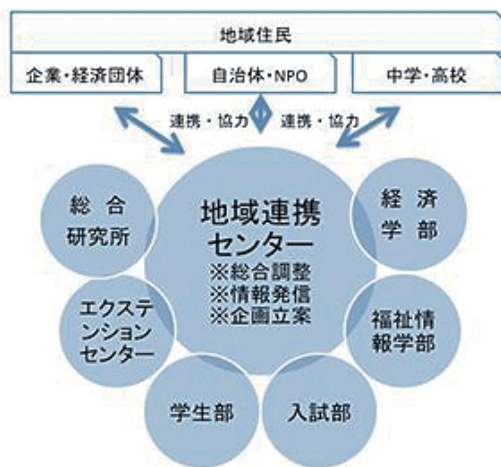 地域住民
企業・経済団体
自治体・NPO
中学・高校
連携・協力
連携・協力
地域連携
センター
※総合調整
※情報発信
※企画立案
総 合
研究所
エクステ
ンション
センター
学生部
入試部
福祉情
報学部
経 済
学 部